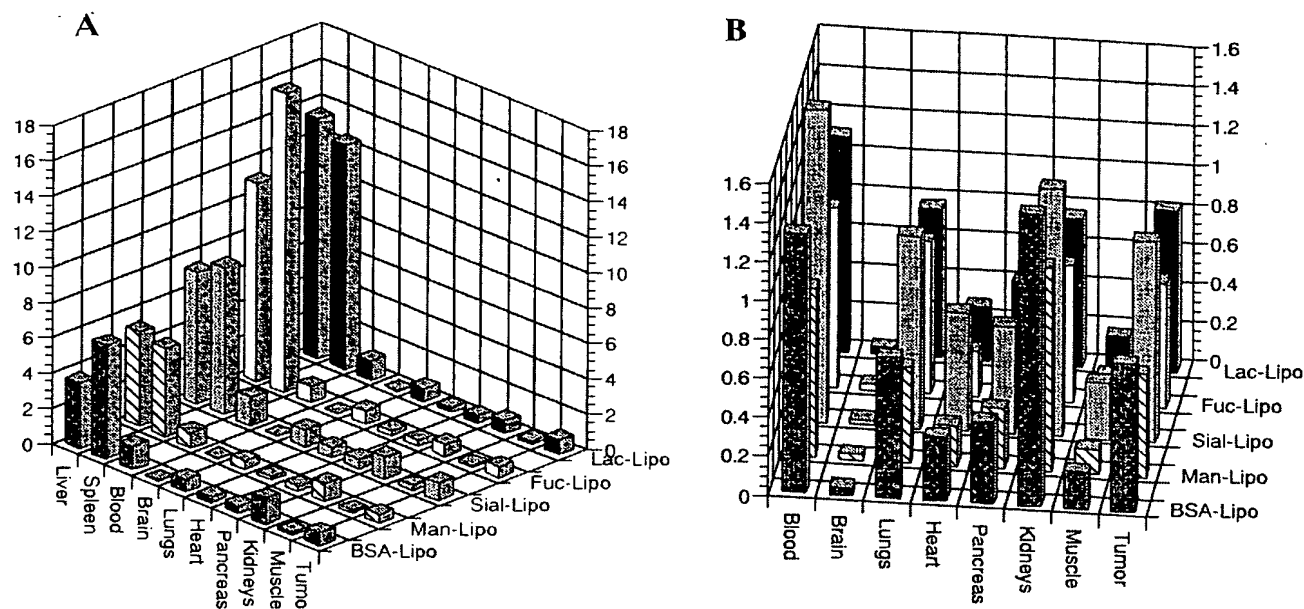 A
18
16
14
12
10
8
6
4
2
0
18
16
14
12
10
8
6
4
2
0
Liver
Spleen
Blood
Brain
Lungs
Heart
Pancreas
Kidneys
Muscle
Tumo
Lac-Lipo
Fuc-Lipo
Sial-Lipo
Man-Lipo
BSA-Lipo
B
1.6
1.4
1.2
1
0.8
0.6
0.4
0.2
0
1.6
1.4
1.2
1
0.8
0.6
0.4
0.2
0
Blood
Brain
Lungs
Heart
Pancreas
Kidneys
Muscle
Tumor
Lac-Lipo
Fuc-Lipo
Sial-Lipo
Man-Lipo
BSA-Lipo